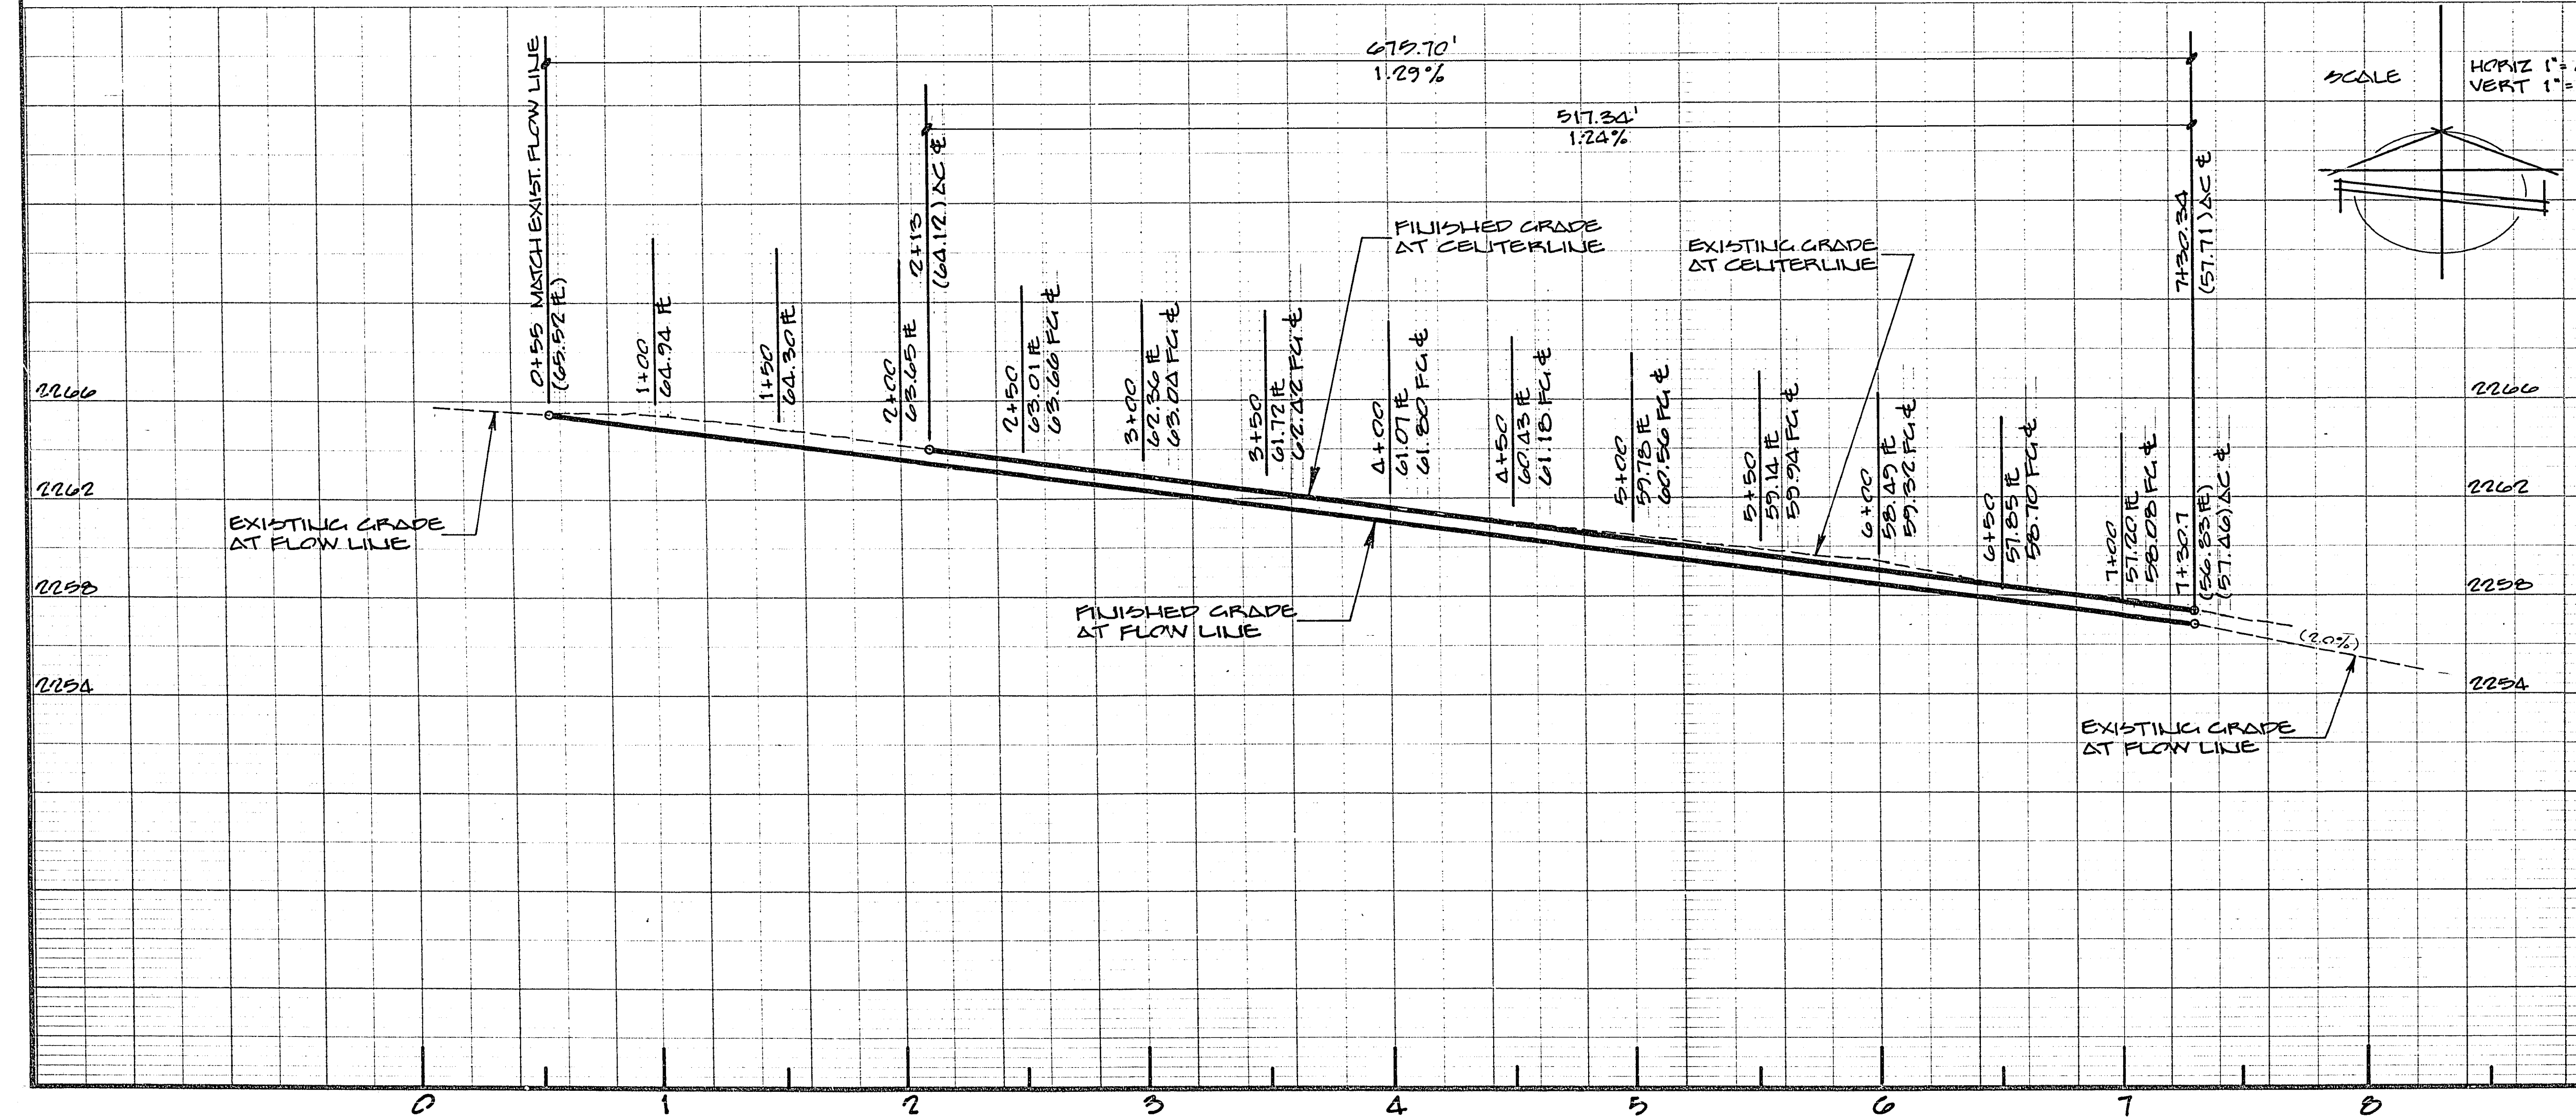 675.70'
1.29%
517.34'
1.24%
SCALE
HORIZ 1"=
VERT 1"=
0+55 MATCH EXIST. FLOW LINE
(65.52 FL)
1+00
64.94 FL
1+50
64.30 FL
2+00
63.65 FL
2+13
(64.12) AC ℄
2+50
63.01 FL
63.66 FG ℄
3+00
62.36 FL
63.04 FG ℄
3+50
61.72 FL
62.42 FG ℄
4+00
61.07 FL
61.80 FG ℄
4+50
60.43 FL
61.18 FG ℄
5+00
59.78 FL
60.56 FG ℄
5+50
59.14 FL
59.94 FG ℄
6+00
58.49 FL
59.32 FG ℄
6+50
57.85 FL
58.70 FG ℄
7+00
57.20 FL
58.08 FG ℄
7+30.34
(57.71) AC ℄
7+30.7
(56.83 FL)
(57.46) AC ℄
FINISHED GRADE
AT CENTERLINE
EXISTING GRADE
AT CENTERLINE
EXISTING GRADE
AT FLOW LINE
FINISHED GRADE
AT FLOW LINE
(2.0%)
EXISTING GRADE
AT FLOW LINE
2266
2262
2258
2254
2266
2262
2258
2254
0 1 2 3 4 5 6 7 8